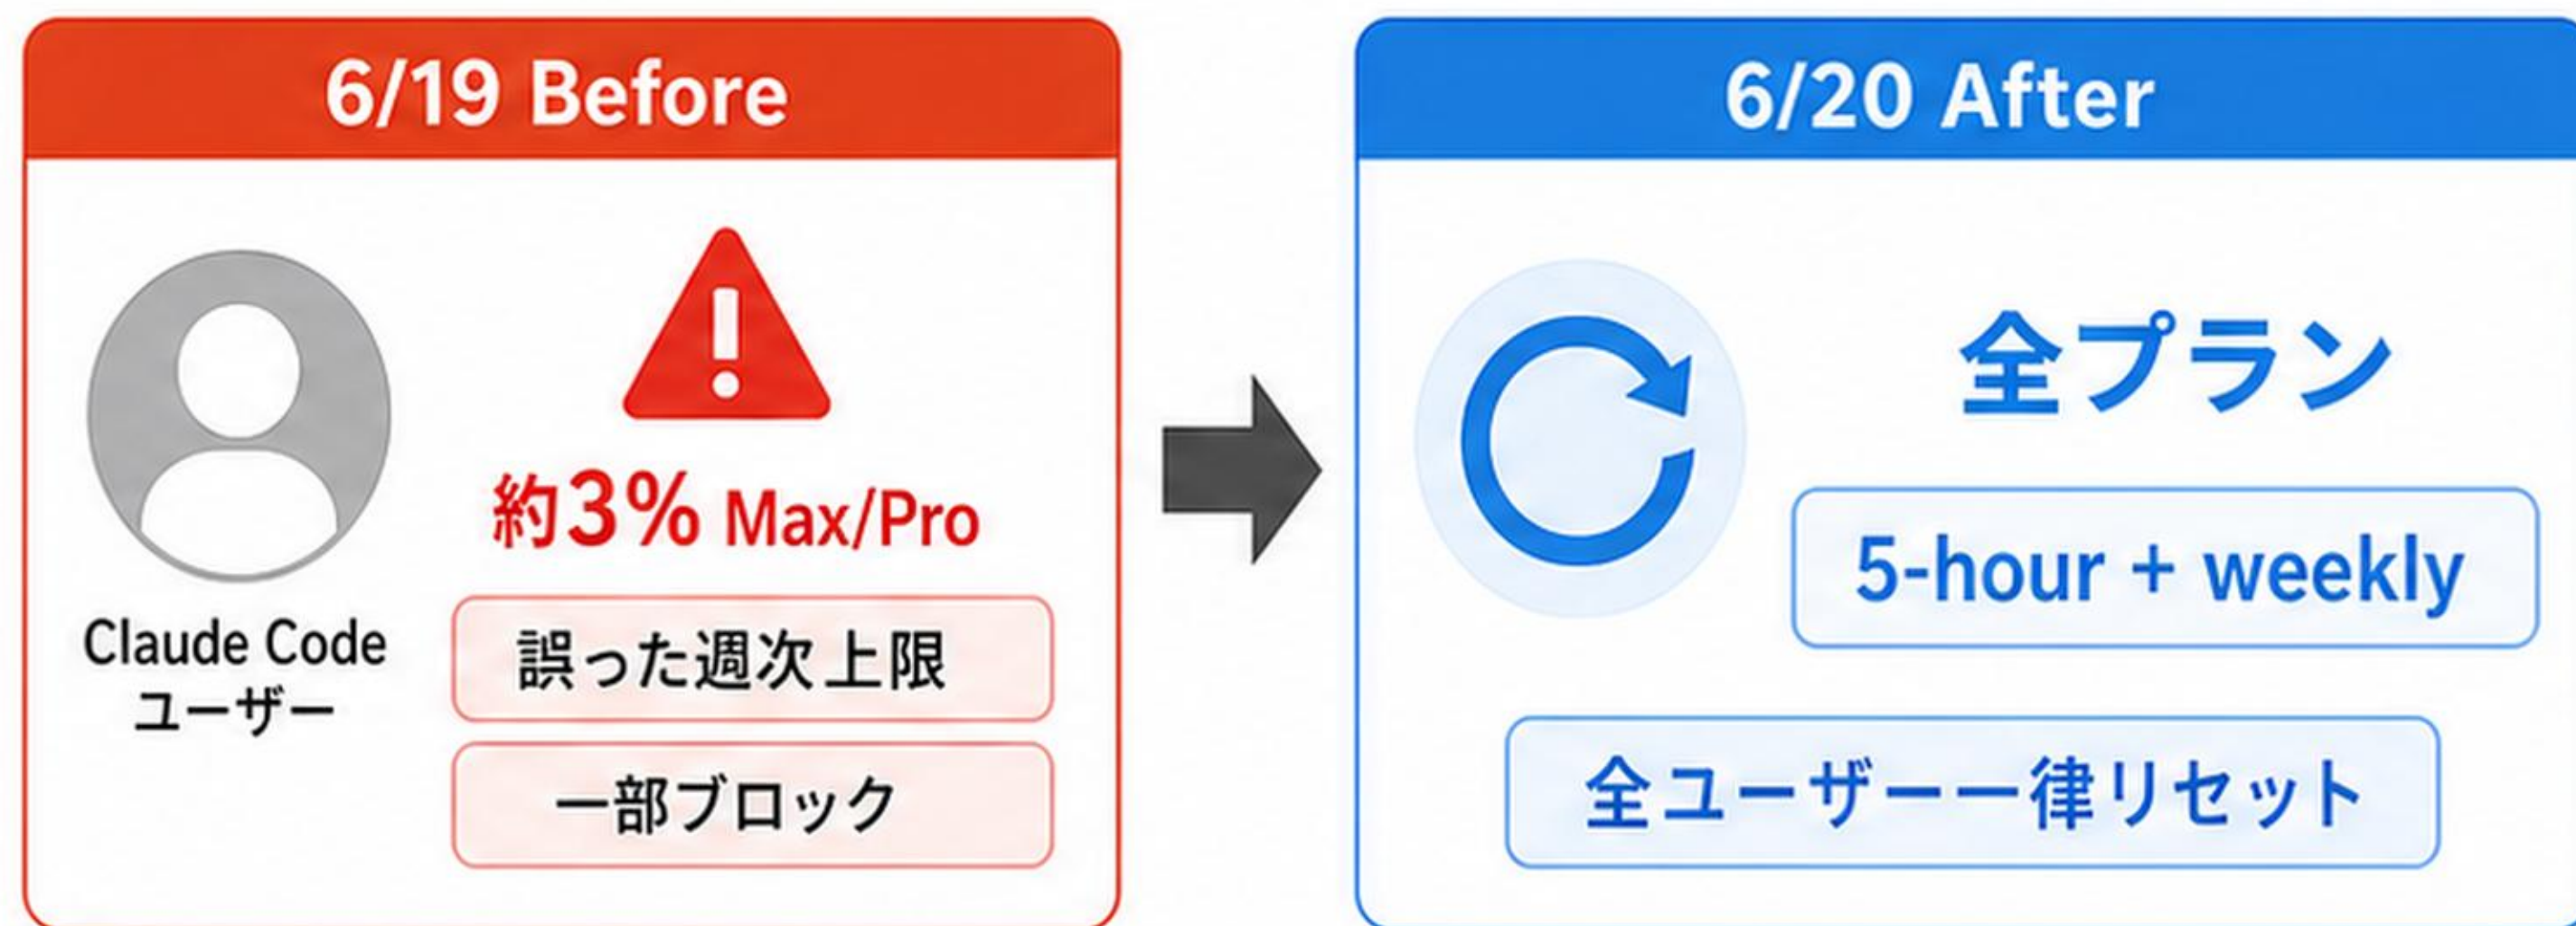 6/19 Before
Claude Code
ユーザー
約3% Max/Pro
誤った週次上限
一部ブロック
6/20 After
全プラン
5-hour + weekly
全ユーザー一律リセット